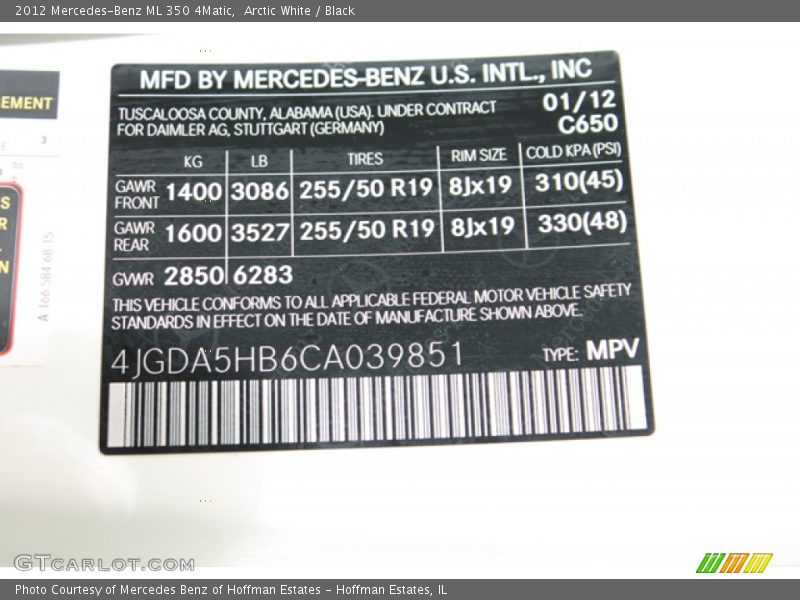 2012 Mercedes-Benz ML 350 4Matic,  Arctic White / Black
MFD BY MERCEDES-BENZ U.S. INTL., INC
TUSCALOOSA COUNTY, ALABAMA (USA). UNDER CONTRACT
FOR DAIMLER AG, STUTTGART (GERMANY)
01/12
C650
KG LB TIRES RIM SIZE COLD KPA (PSI)
GAWR FRONT 1400 3086 255/50 R19 8Jx19 310(45)
GAWR REAR 1600 3527 255/50 R19 8Jx19 330(48)
GVWR 2850 6283
THIS VEHICLE CONFORMS TO ALL APPLICABLE FEDERAL MOTOR VEHICLE SAFETY
STANDARDS IN EFFECT ON THE DATE OF MANUFACTURE SHOWN ABOVE.
4JGDA5HB6CA039851 TYPE: MPV
EMENT
3
A 166 584 68 15
GTCARLOT.COM
Photo Courtesy of Mercedes Benz of Hoffman Estates - Hoffman Estates, IL